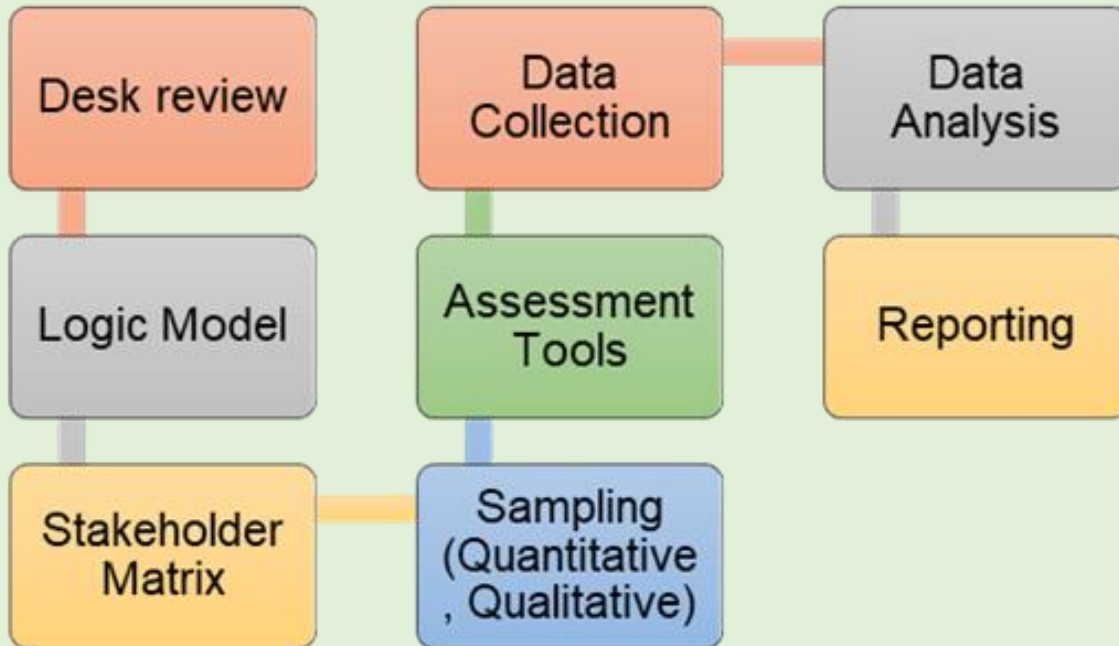 Desk review
Logic Model
Stakeholder
Matrix
Sampling
(Quantitative
, Qualitative)
Assessment
Tools
Data
Collection
Data
Analysis
Reporting